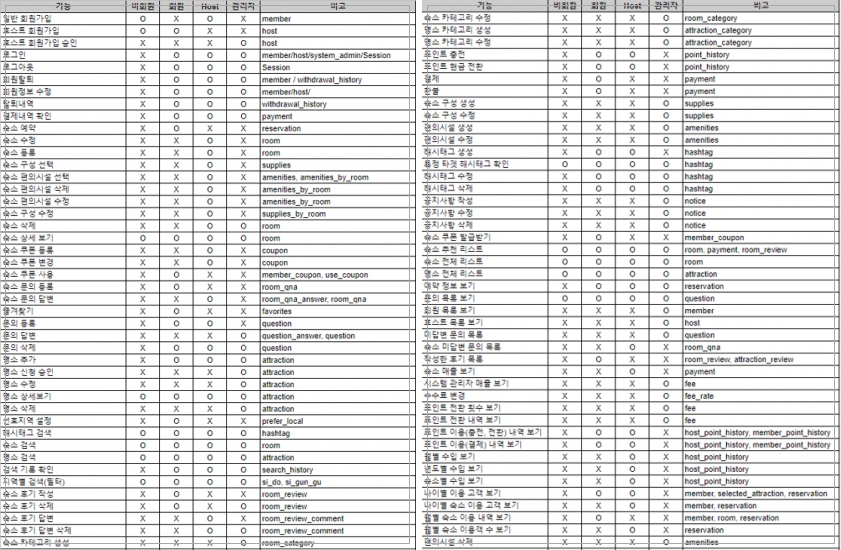 기능 비회원 회원 Host 관리자 비고
일반 회원가입 O X X X member
호스트 회원가입 O O X X host
호스트 회원가입 승인 X X X O host
로그인 X O O O member/host/system_admin/Session
로그아웃 X O O O Session
회원탈퇴 X O O O member / withdrawal_history
회원정보 수정 X O O O member/host/
탈퇴내역 X O O O withdrawal_history
결제내역 확인 X O O O payment
숙소 예약 X O X X reservation
숙소 수정 X X O X room
숙소 등록 X X O X room
숙소 구성 선택 X X O X supplies
숙소 편의시설 선택 X X O X amenities, amenities_by_room
숙소 편의시설 삭제 X X O X amenities_by_room
숙소 편의시설 수정 X X O X amenities_by_room
숙소 구성 수정 X X O X supplies_by_room
숙소 삭제 X X O O room
숙소 상세 보기 O O O O room
숙소 쿠폰 등록 X X O X coupon
숙소 쿠폰 변경 X X O X coupon
숙소 쿠폰 사용 X O X X member_coupon, use_coupon
숙소 문의 등록 X O X X room_qna
숙소 문의 답변 X X O O room_qna_answer, room_qna
즐겨찾기 X O X X favorites
문의 등록 X O O X question
문의 답변 X X X O question_answer, question
문의 삭제 X O O O question
명소 추가 X O O O attraction
명소 신청 승인 X X X O attraction
명소 수정 X X X O attraction
명소 상세보기 O O O O attraction
명소 삭제 X X X O attraction
선호지역 설정 X O X X prefer_local
해시태그 검색 O O O O hashtag
숙소 검색 O O O O room
명소 검색 O O O O attraction
검색 기록 확인 X O O O search_history
지역별 검색(필터) O O O O si_do, si_gun_gu
숙소 후기 작성 X O X X room_review
숙소 후기 삭제 X O X O room_review
숙소 후기 답변 X X O O room_review_comment
숙소 후기 답변 삭제 X X O O room_review_comment
숙소 카테고리 생성 X X X O room_category
기능 비회원 회원 Host 관리자 비고
숙소 카테고리 수정 X X X O room_category
명소 카테고리 생성 X X X O attraction_category
명소 카테고리 수정 X X X O attraction_category
포인트 충전 X O X O point_history
포인트 현금 전환 X O O O point_history
결제 X O X X payment
환불 X O X X payment
숙소 구성 생성 X X X O supplies
숙소 구성 수정 X X X O supplies
편의시설 생성 X X X O amenities
편의시설 수정 X X X O amenities
해시태그 생성 X O O X hashtag
특정 타겟 해시태그 확인 O O O O hashtag
해시태그 수정 X O O O hashtag
해시태그 삭제 X O O O hashtag
공지사항 작성 X X X O notice
공지사항 수정 X X X O notice
공지사항 삭제 X X X O notice
숙소 쿠폰 발급받기 X O X X member_coupon
숙소 추천 리스트 O O O O room, payment, room_review
숙소 전체 리스트 O O O O room
명소 전체 리스트 O O O O attraction
예약 정보 보기 X O O O reservation
문의 목록 보기 O O O O question
회원 목록 보기 X X X O member
호스트 목록 보기 X X X O host
미답변 문의 목록 X X X O question
숙소 미답변 문의 목록 X X O O room_qna
작성한 후기 목록 X O X O room_review, attraction_review
숙소 매출 보기 X X O X payment
시스템 관리자 매출 보기 X X X O fee
수수료 변경 X X X O fee_rate
포인트 전환 횟수 보기 X X X O fee
포인트 전환 내역 보기 X X X O fee
포인트 이용(충전, 전환) 내역 보기 X O O O host_point_history, member_point_history
포인트 이용(결제) 내역 보기 X O O O host_point_history, member_point_history
월별 수입 보기 X X O O host_point_history
년도별 수입 보기 X X O O host_point_history
숙소별 수입 보기 X X O O host_point_history
나이별 이용 고객 보기 X O O O member, selected_attraction, reservation
나이별 숙소 이용 고객 보기 X X O O member, reservation
월별 숙소 이용 내역 보기 X O X O member, room, reservation
월별 숙소 이용객 수 보기 X X O O reservation
편의시설 삭제 X X X O amenities